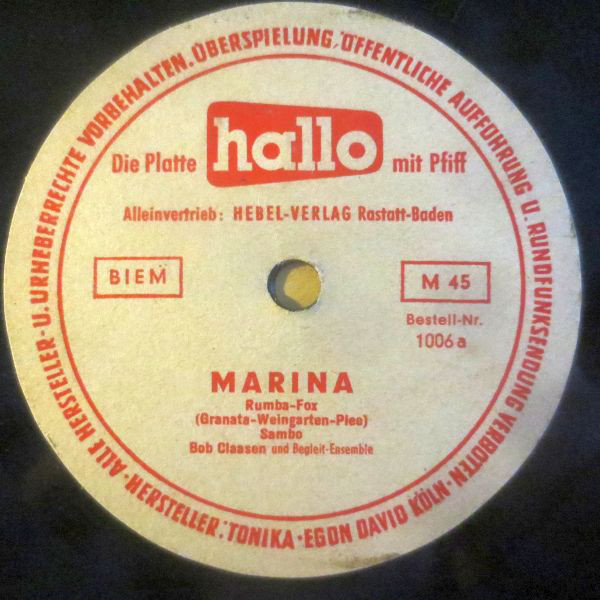 ALLE HERSTELLER- U. URHEBERRECHTE VORBEHALTEN. ÜBERSPIELUNG, ÖFFENTLICHE AUFFÜHRUNG U. RUNDFUNKSENDUNG VERBOTEN · HERSTELLER: TONIKA · EGON DAVID KÖLN ·
Die Platte hallo mit Pfiff
Alleinvertrieb: HEBEL-VERLAG Rastatt-Baden
BIEM
M 45
Bestell-Nr.
1006 a
MARINA
Rumba-Fox
(Granata-Weingarten-Plee)
Sambo
Bob Claasen und Begleit-Ensemble